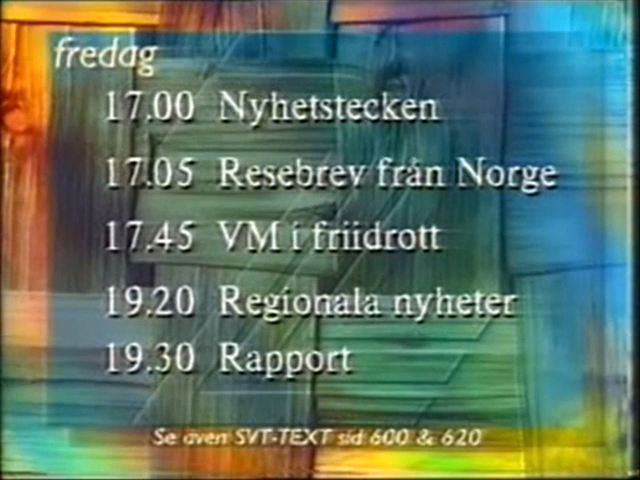 fredag
17.00 Nyhetstecken
17.05 Resebrev från Norge
17.45 VM i friidrott
19.20 Regionala nyheter
19.30 Rapport
Se även SVT-TEXT sid 600 & 620